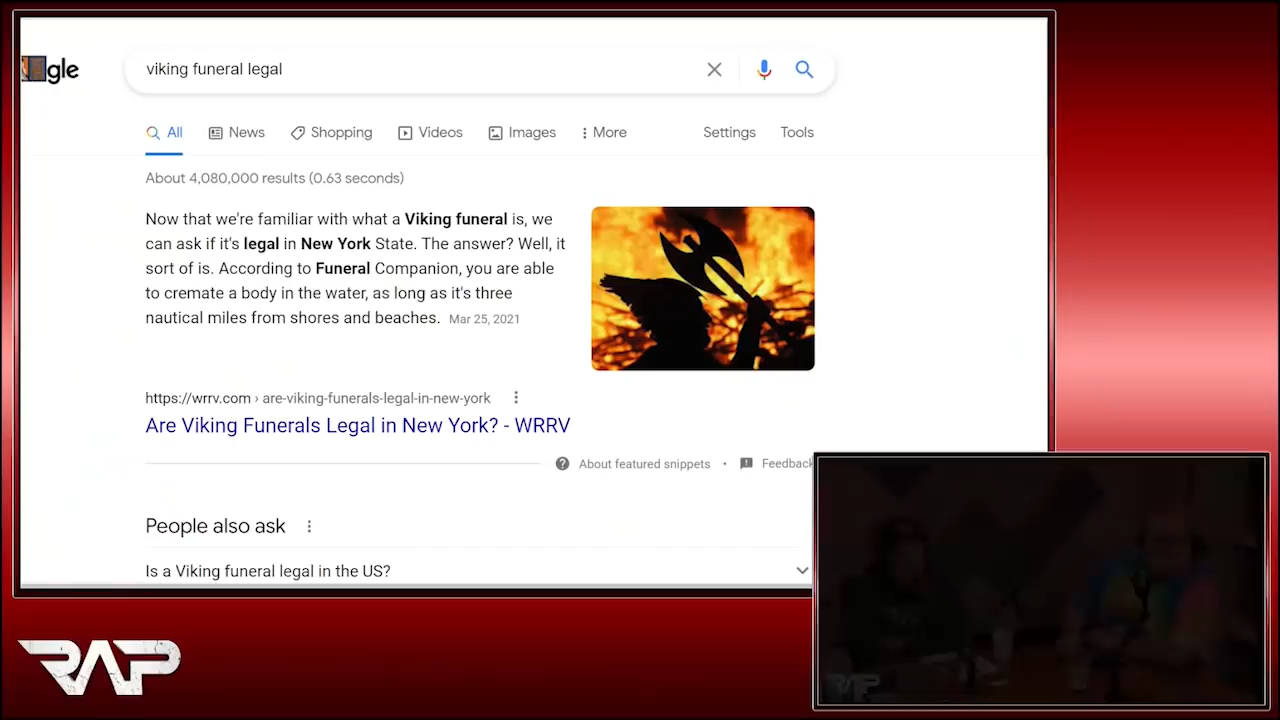 gle
viking funeral legal
All News Shopping Videos Images More Settings Tools
About 4,080,000 results (0.63 seconds)
Now that we're familiar with what a Viking funeral is, we
can ask if it's legal in New York State. The answer? Well, it
sort of is. According to Funeral Companion, you are able
to cremate a body in the water, as long as it's three
nautical miles from shores and beaches. Mar 25, 2021
https://wrrv.com › are-viking-funerals-legal-in-new-york
Are Viking Funerals Legal in New York? - WRRV
About featured snippets · Feedback
People also ask
Is a Viking funeral legal in the US?
RAP
RAP